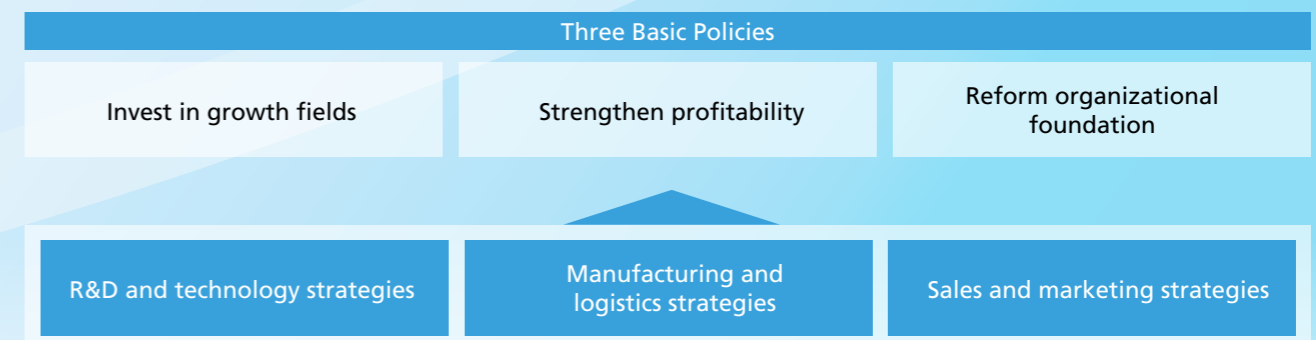 Three Basic Policies
Invest in growth fields
Strengthen profitability
Reform organizational
foundation
R&D and technology strategies
Manufacturing and
logistics strategies
Sales and marketing strategies